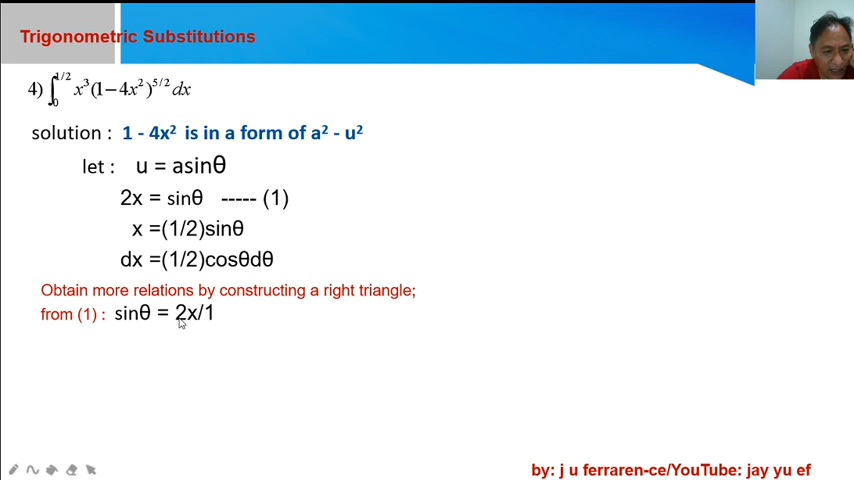 Trigonometric Substitutions
4) ∫₀^{1/2} x³(1−4x²)^{5/2} dx
solution : 1 - 4x² is in a form of a² - u²
let : u = asinθ
2x = sinθ ----- (1)
x =(1/2)sinθ
dx =(1/2)cosθdθ
Obtain more relations by constructing a right triangle;
from (1) : sinθ = 2x/1
by: j u ferraren-ce/YouTube: jay yu ef